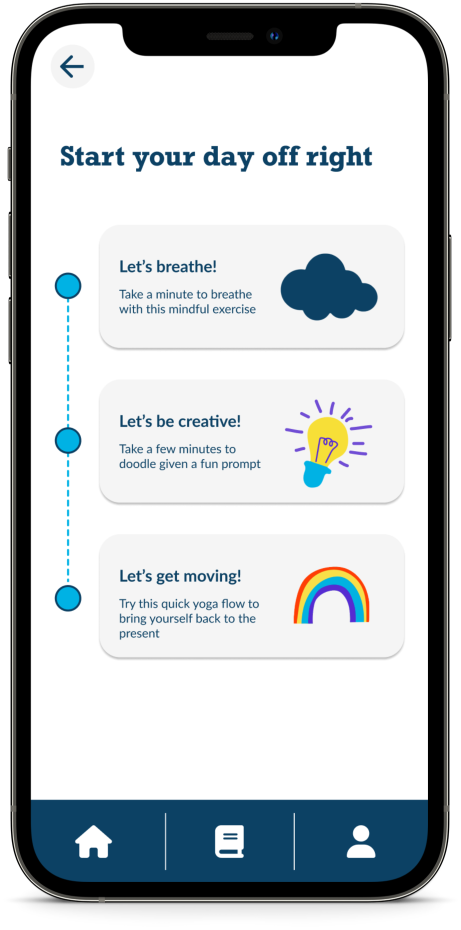 Start your day off right
Let's breathe!
Take a minute to breathe
with this mindful exercise
Let's be creative!
Take a few minutes to
doodle given a fun prompt
Let's get moving!
Try this quick yoga flow to
bring yourself back to the
present